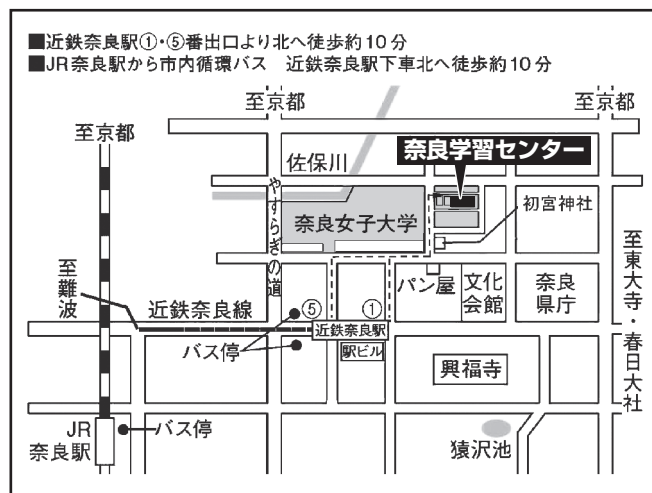 ■近鉄奈良駅①・⑤番出口より北へ徒歩約10分
■JR奈良駅から市内循環バス　近鉄奈良駅下車北へ徒歩約10分
至京都
至京都
至京都
奈良学習センター
佐保川
やすらぎの道
奈良女子大学
初宮神社
至難波
近鉄奈良線
⑤
①
パン屋
文化
会館
奈良
県庁
至東大寺・春日大社
近鉄奈良駅
バス停
駅ビル
興福寺
JR
奈良駅
バス停
猿沢池